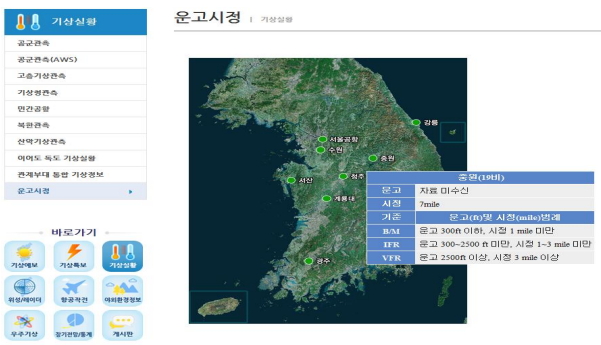 기상실황
공군관측
공군관측(AWS)
고층기상관측
기상청관측
민간공항
북한관측
산악기상관측
이어도 독도 기상실황
관제부대 통합 기상정보
운고시정
바로가기
기상예보
기상특보
기상실황
위성/레이더
항공작전
야외환경정보
우주기상
장기전망/통계
게시판
운고시정 | 기상실황
강릉
서울공항
수원
중원
서산
청주
계룡대
광주
중원(19비)
운고 자료 미수신
시정 7mile
기준 운고(ft)및 시정(mile)범례
B/M 운고 300ft 이하, 시정 1 mile 미만
IFR 운고 300~2500 ft 미만, 시정 1~3 mile 미만
VFR 운고 2500ft 이상, 시정 3 mile 이상